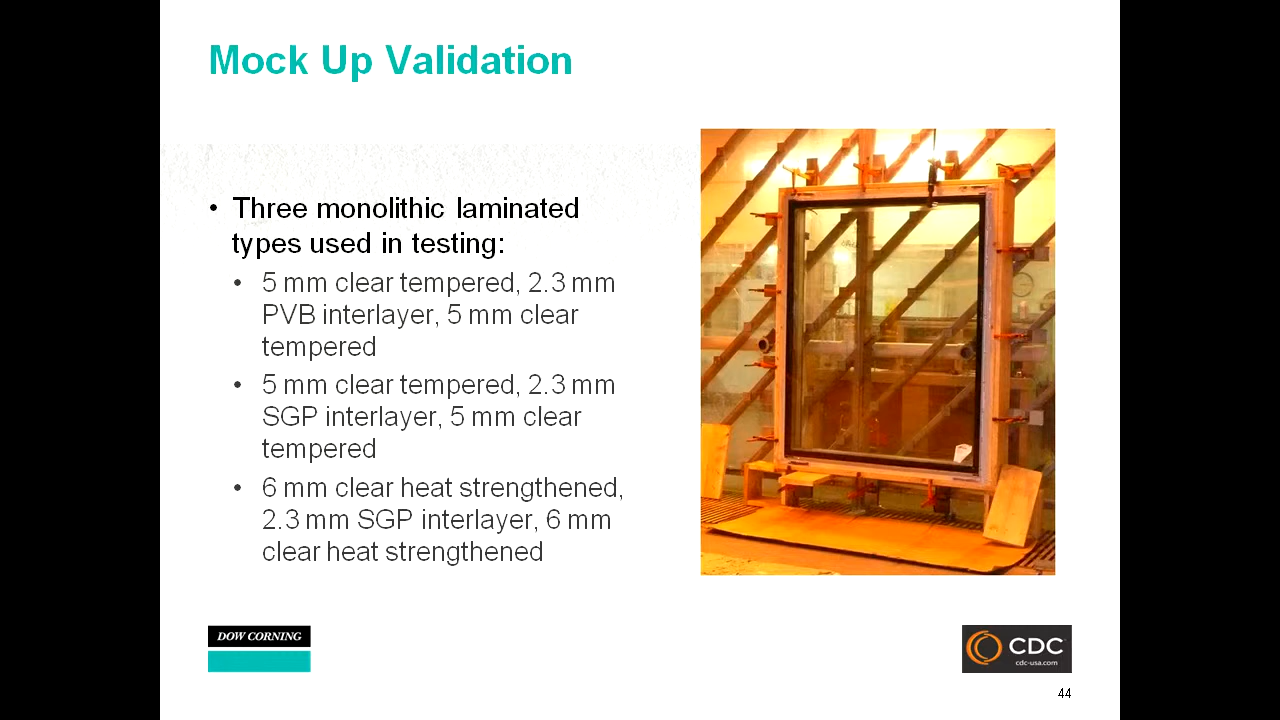 Mock Up Validation
• Three monolithic laminated
types used in testing:
• 5 mm clear tempered, 2.3 mm
PVB interlayer, 5 mm clear
tempered
• 5 mm clear tempered, 2.3 mm
SGP interlayer, 5 mm clear
tempered
• 6 mm clear heat strengthened,
2.3 mm SGP interlayer, 6 mm
clear heat strengthened
DOW CORNING
CDC
cdc-usa.com
44